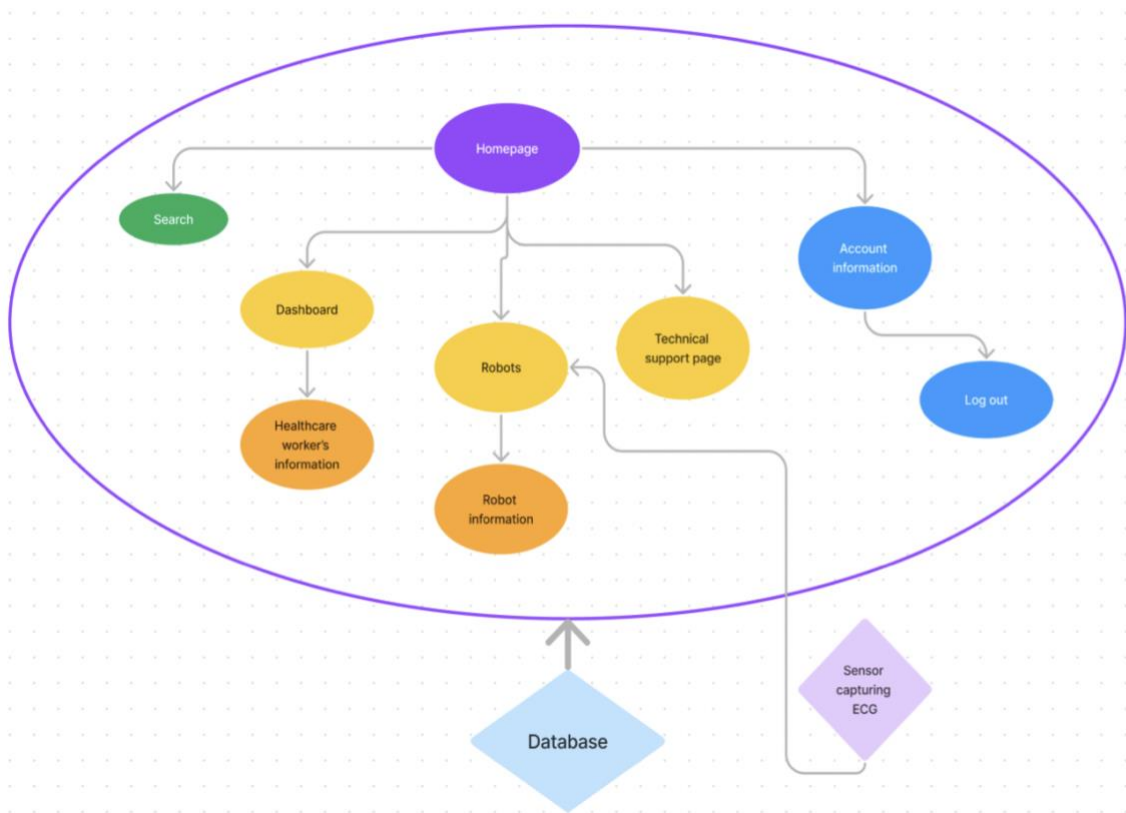 Homepage
Search
Account
information
Dashboard
Robots
Technical
support page
Log out
Healthcare
worker's
information
Robot
information
Sensor
capturing
ECG
Database